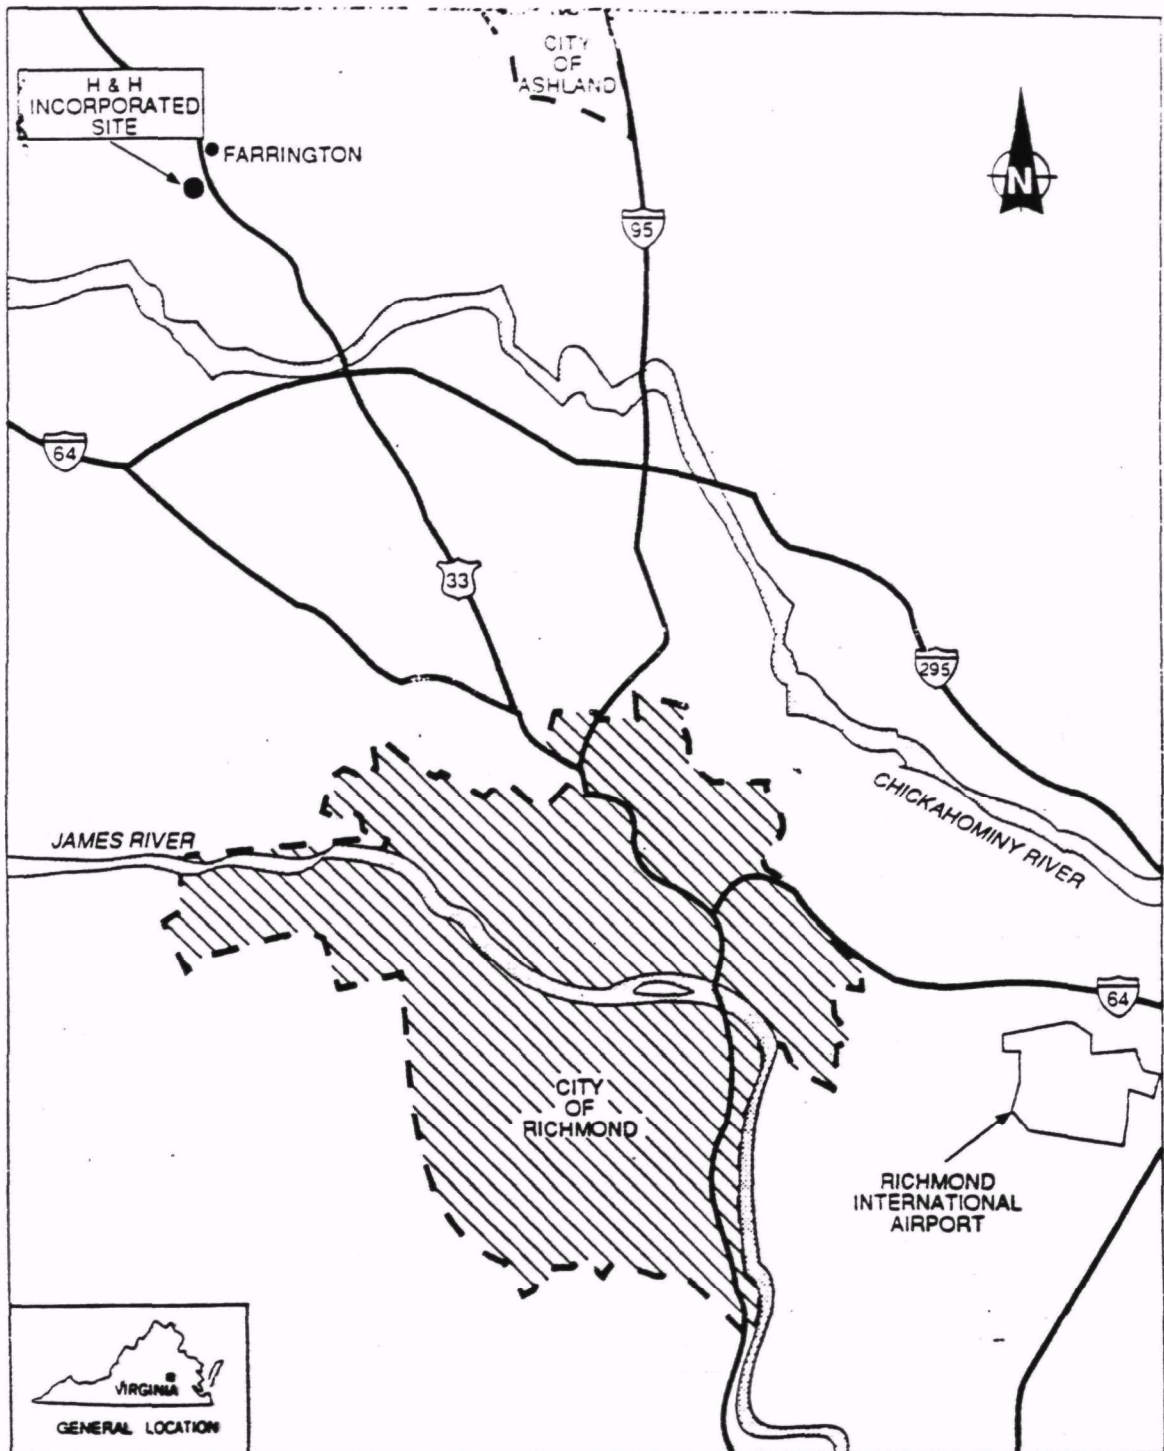 CITY
OF
ASHLAND
H & H
INCORPORATED
SITE
FARRINGTON
N
95
64
33
295
CHICKAHOMINY RIVER
JAMES RIVER
64
CITY
OF
RICHMOND
RICHMOND
INTERNATIONAL
AIRPORT
VIRGINIA
GENERAL LOCATION